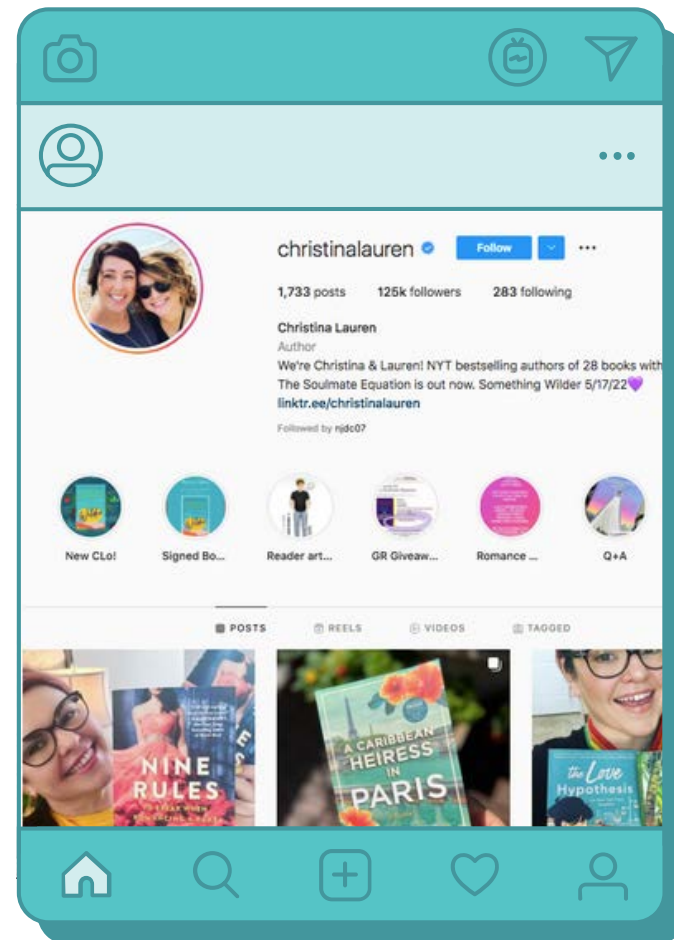 christinalauren Follow
1,733 posts 125k followers 283 following
Christina Lauren
Author
We're Christina & Lauren! NYT bestselling authors of 28 books with
The Soulmate Equation is out now. Something Wilder 5/17/22💜
linktr.ee/christinalauren
Followed by njdc07
New CLo! Signed Bo... Reader art... GR Giveaw... Romance ... Q+A
POSTS REELS VIDEOS TAGGED
NINE
RULES
A CARIBBEAN
HEIRESS
IN
PARIS
the Love
Hypothesis